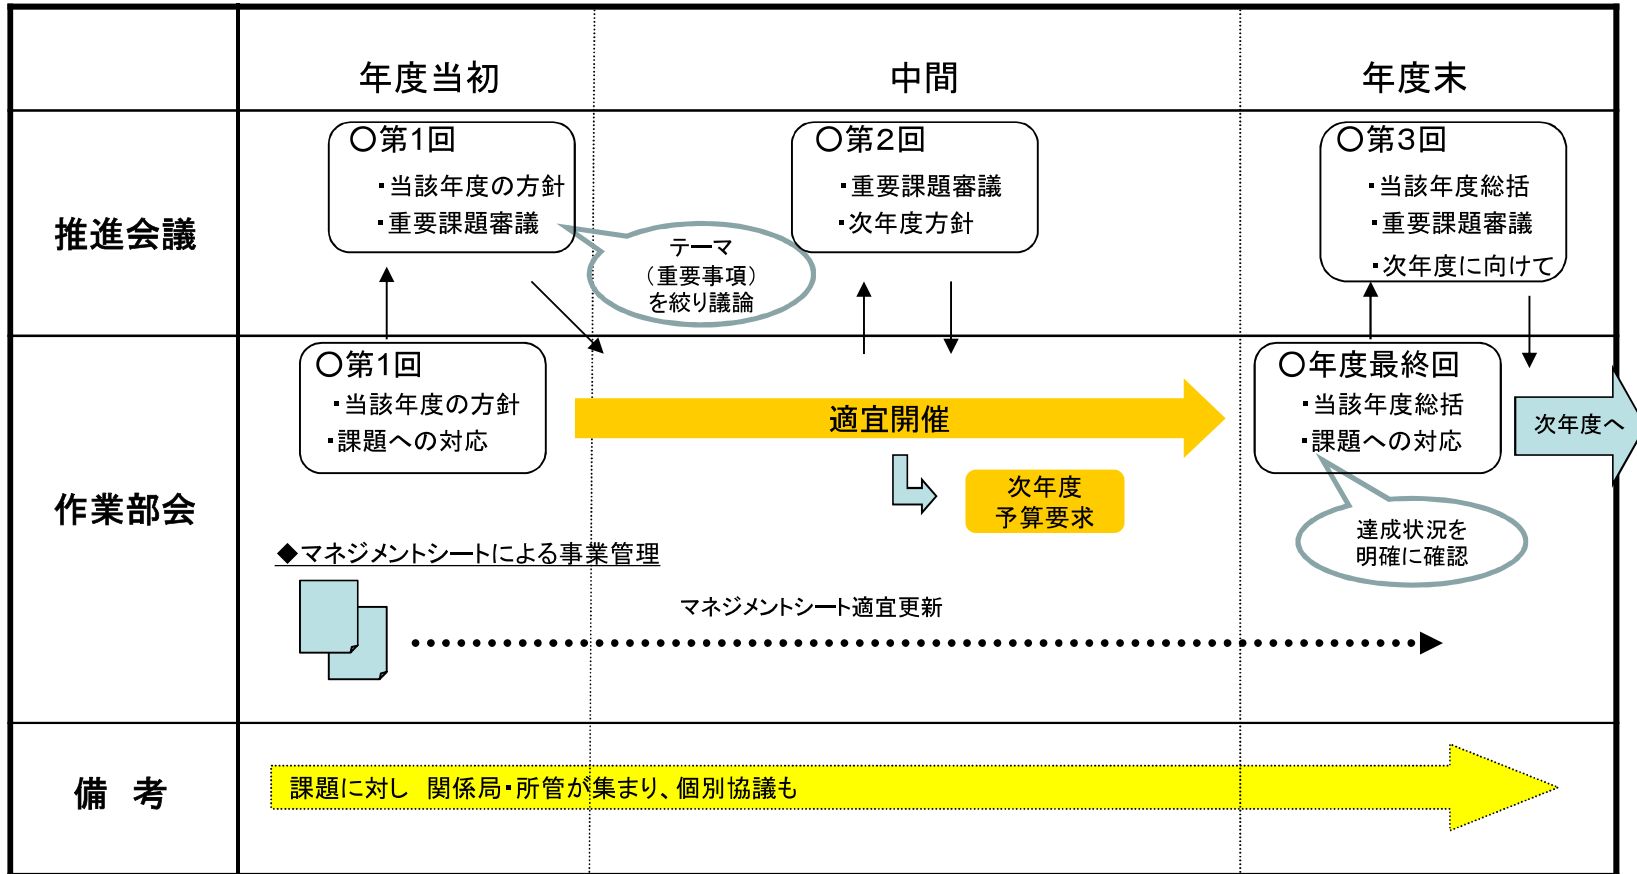 年度当初
中間
年度末
推進会議
〇第1回
・当該年度の方針
・重要課題審議
テーマ
（重要事項）
を絞り議論
〇第2回
・重要課題審議
・次年度方針
〇第3回
・当該年度総括
・重要課題審議
・次年度に向けて
作業部会
〇第1回
・当該年度の方針
・課題への対応
適宜開催
次年度
予算要求
〇年度最終回
・当該年度総括
・課題への対応
次年度へ
達成状況を
明確に確認
◆マネジメントシートによる事業管理
マネジメントシート適宜更新
備　考
課題に対し　関係局・所管が集まり、個別協議も